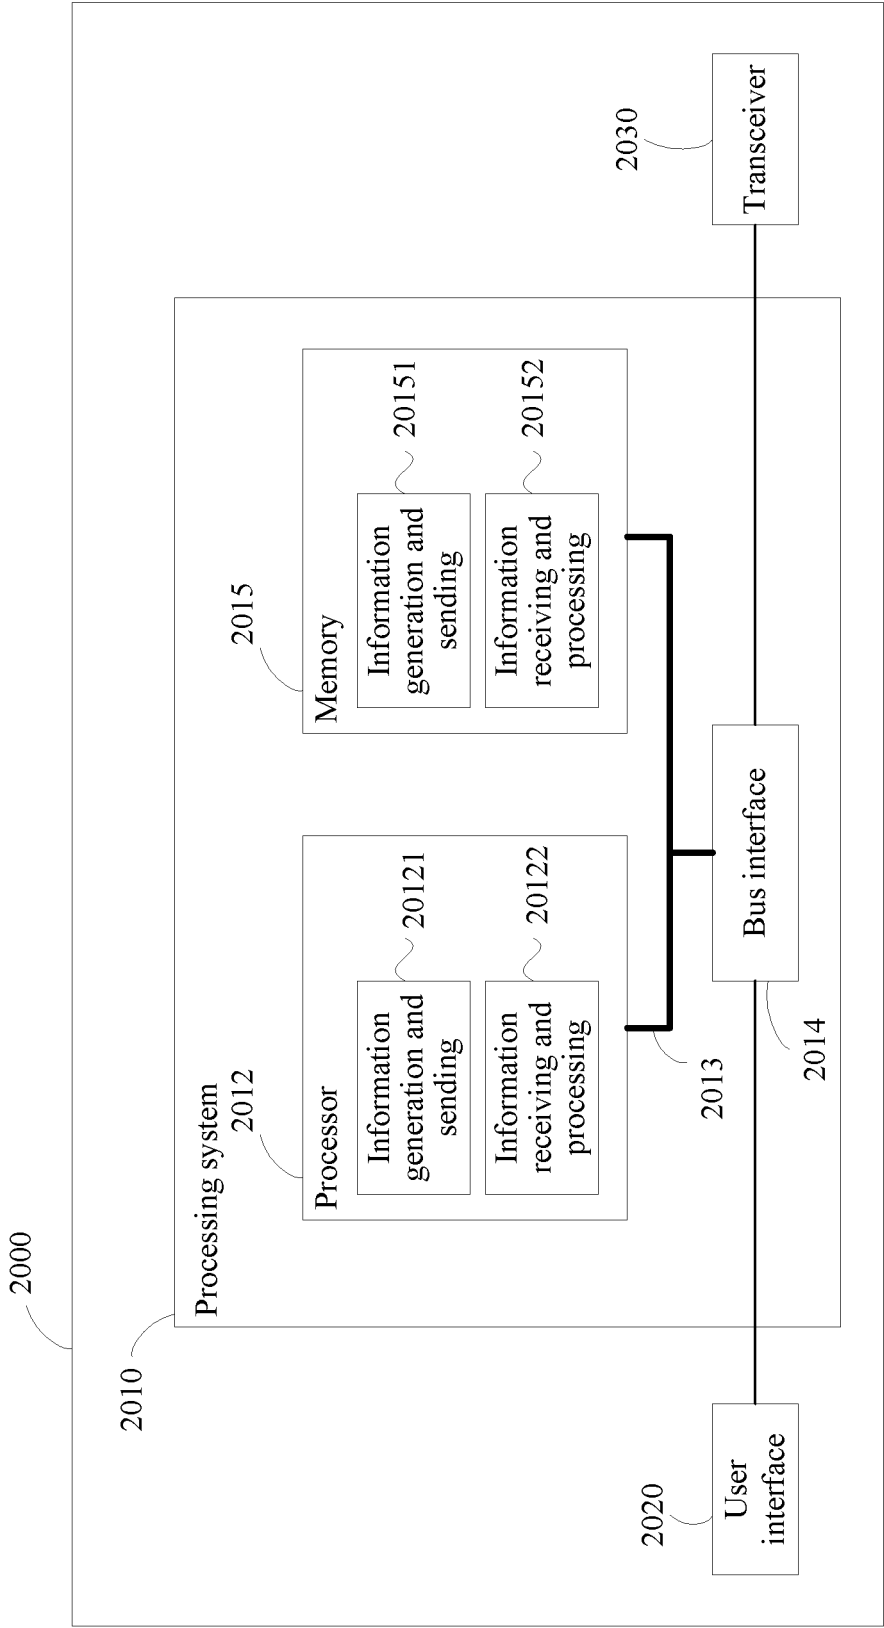 2000
2010
Processing system
2012
Processor
Information
generation and
sending
20121
Information
receiving and
processing
20122
2015
Memory
Information
generation and
sending
20151
Information
receiving and
processing
20152
2013
2020
User
interface
Bus interface
2014
2030
Transceiver